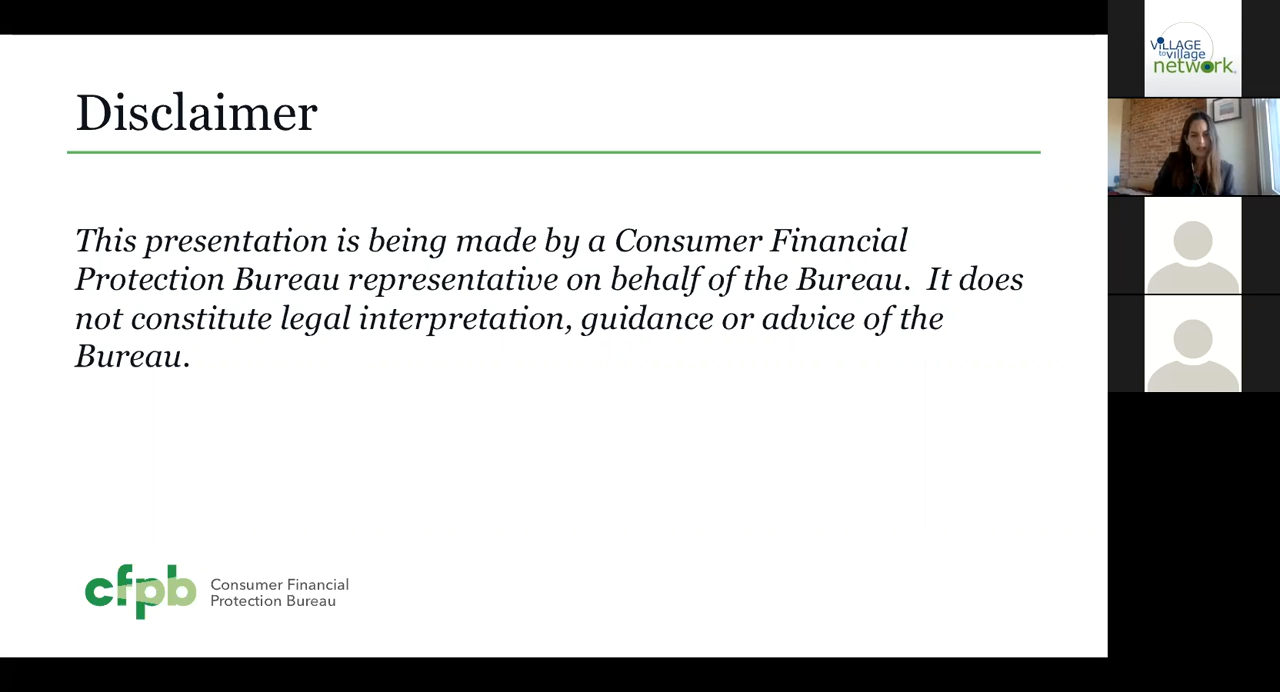 Disclaimer
This presentation is being made by a Consumer Financial
Protection Bureau representative on behalf of the Bureau.  It does
not constitute legal interpretation, guidance or advice of the
Bureau.
cfpb
Consumer Financial
Protection Bureau
ViLLAGE
to village
network